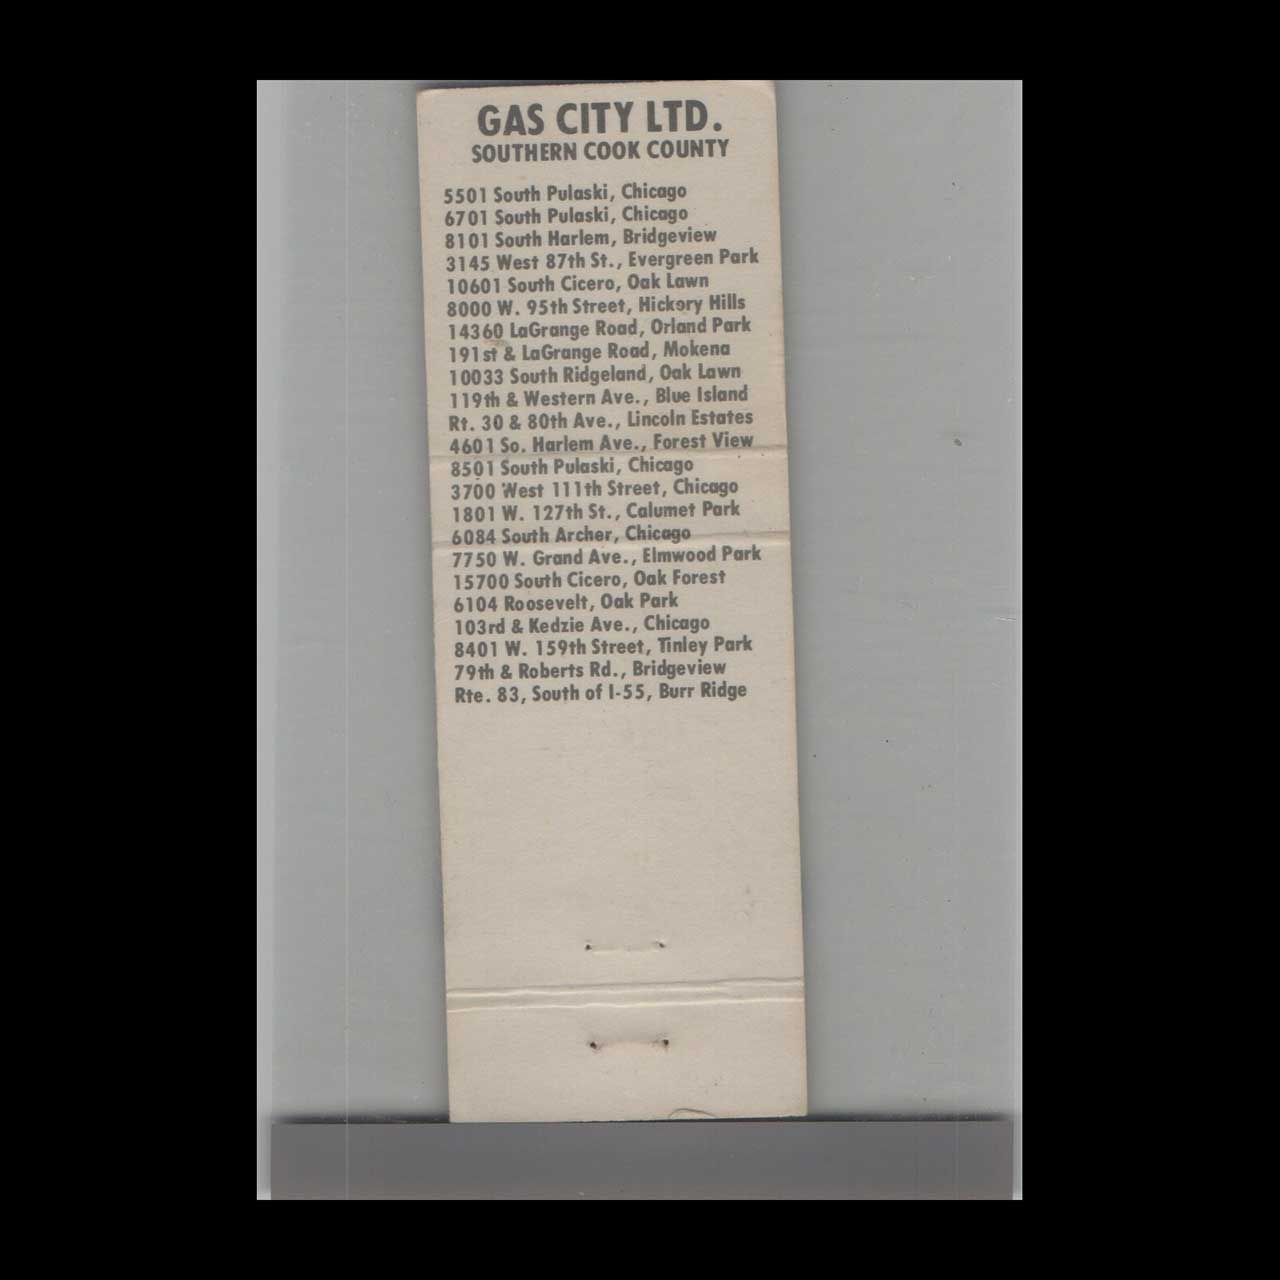 GAS CITY LTD.
SOUTHERN COOK COUNTY
5501 South Pulaski, Chicago
6701 South Pulaski, Chicago
8101 South Harlem, Bridgeview
3145 West 87th St., Evergreen Park
10601 South Cicero, Oak Lawn
8000 W. 95th Street, Hickory Hills
14360 LaGrange Road, Orland Park
191st & LaGrange Road, Mokena
10033 South Ridgeland, Oak Lawn
119th & Western Ave., Blue Island
Rt. 30 & 80th Ave., Lincoln Estates
4601 So. Harlem Ave., Forest View
8501 South Pulaski, Chicago
3700 West 111th Street, Chicago
1801 W. 127th St., Calumet Park
6084 South Archer, Chicago
7750 W. Grand Ave., Elmwood Park
15700 South Cicero, Oak Forest
6104 Roosevelt, Oak Park
103rd & Kedzie Ave., Chicago
8401 W. 159th Street, Tinley Park
79th & Roberts Rd., Bridgeview
Rte. 83, South of I-55, Burr Ridge